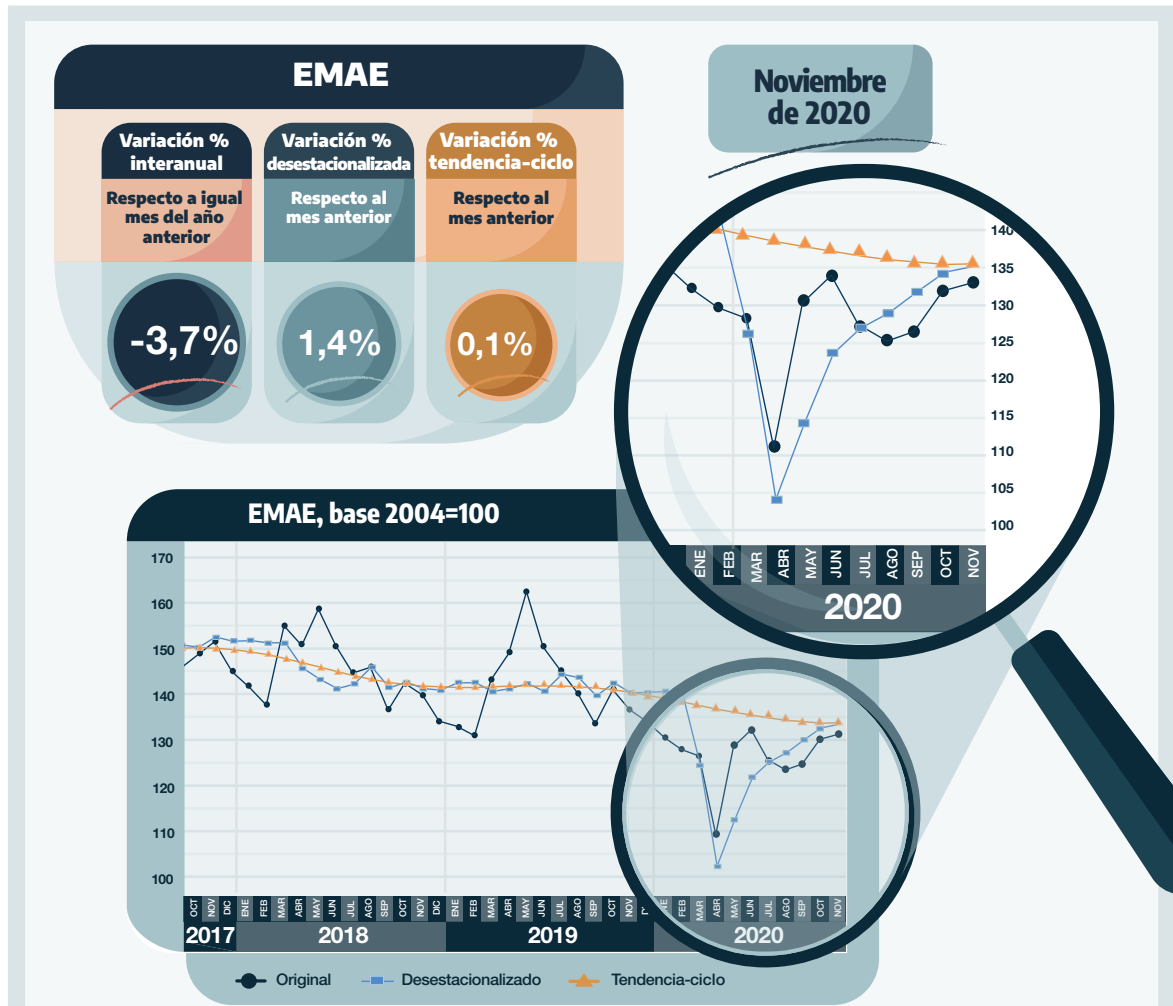 EMAE
Variación %
interanual
Respecto a igual
mes del año
anterior
-3,7%
Variación %
desestacionalizada
Respecto al
mes anterior
1,4%
Variación %
tendencia-ciclo
Respecto al
mes anterior
0,1%
Noviembre
de 2020
140
135
130
125
120
115
110
105
100
ENE FEB MAR ABR MAY JUN JUL AGO SEP OCT NOV
2020
EMAE, base 2004=100
170
160
150
140
130
120
110
100
OCT NOV DIC ENE FEB MAR ABR MAY JUN JUL AGO SEP OCT NOV DIC ENE FEB MAR ABR MAY JUN JUL AGO SEP OCT NOV FEB MAR ABR MAY JUN JUL AGO SEP OCT NOV
2017 2018 2019 2020
Original Desestacionalizado Tendencia-ciclo